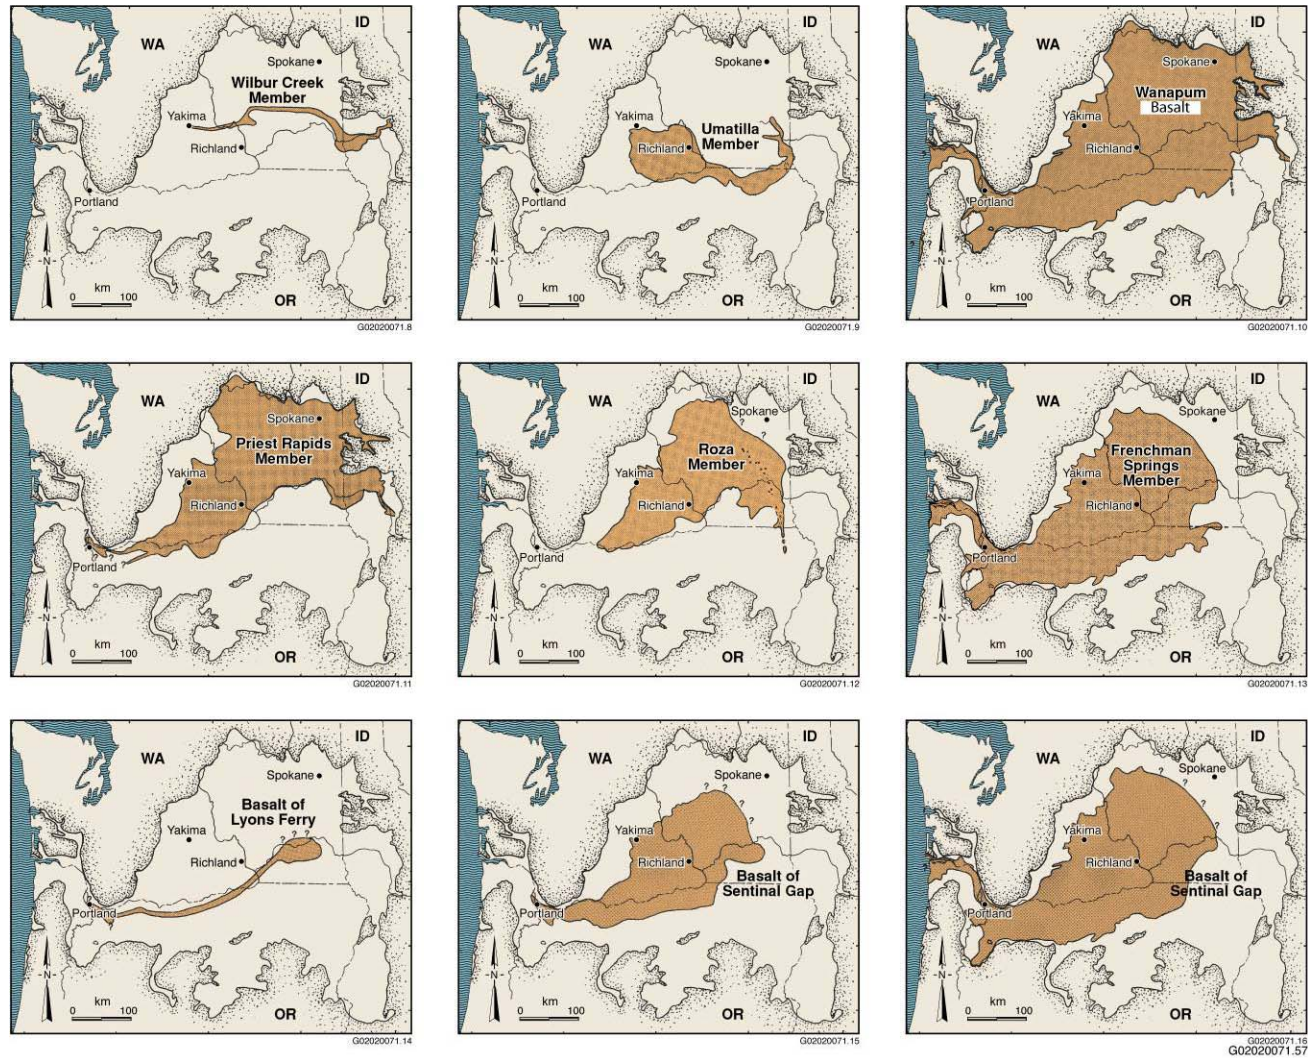 WA
ID
Spokane
Wilbur Creek
Member
Yakima
Richland
Portland
N
km
0 100
OR
G02020071.8
WA
ID
Spokane
Yakima
Umatilla
Member
Richland
Portland
N
km
0 100
OR
G02020071.9
WA
ID
Spokane
Wanapum
Basalt
Yakima
Richland
Portland
? ?
N
km
0 100
OR
G02020071.10
WA
ID
Spokane
Priest Rapids
Member
Yakima
Richland
?
Portland
?
N
km
0 100
OR
G02020071.11
WA
ID
Spokane
? ?
Roza
Member
Yakima
Richland
Portland
N
km
0 100
OR
G02020071.12
WA
ID
Spokane
Frenchman
Springs
Member
Yakima
Richland
Portland
N
km
0 100
OR
G02020071.13
WA
ID
Spokane
Basalt of
Lyons Ferry
Yakima
? ? ?
Richland
Portland
N
km
0 100
OR
G02020071.14
WA
ID
Spokane
? ? ? ?
Yakima
?
Richland
Basalt of
Sentinal Gap
Portland
N
km
0 100
OR
G02020071.15
WA
ID
Spokane
? ? ?
Yakima
?
Richland
Basalt of
Sentinal Gap
Portland
N
km
0 100
OR
G02020071.16
G02020071.57